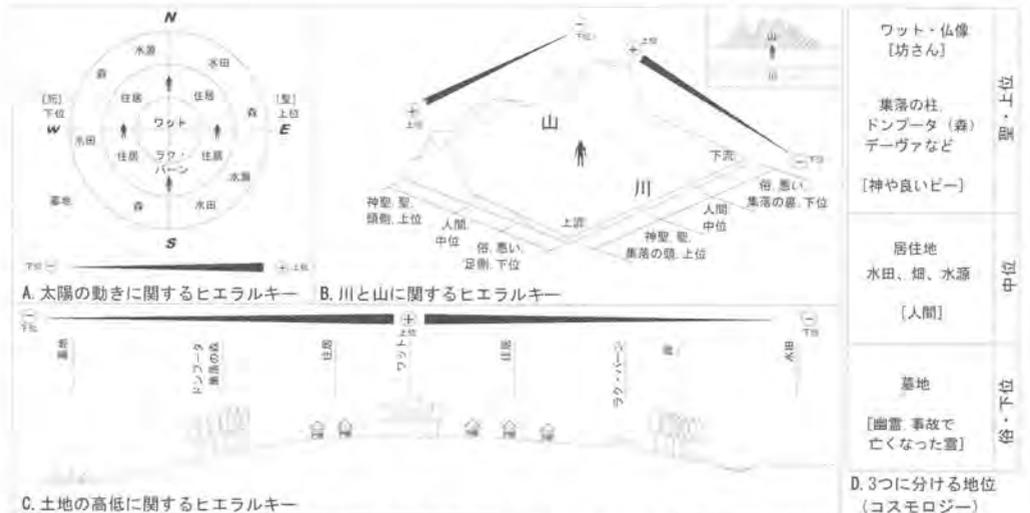 N
水源
水田
森
住居
住居
[死]
下位
ワット
森
[聖]
上位
W
E
水田
住居
ラク・
バーン
住居
水源
墓地
森
水田
S
下位
上位
A.太陽の動きに関するヒエラルキー
下位
上位
山
川
上位
山
下位
下流
川
神聖, 聖,
頭側, 上位
人間,
中位
俗, 悪い,
足側, 下位
上流
神聖, 聖,
集落の頭, 上位
人間,
中位
俗, 悪い,
集落の裏, 下位
B.川と山に関するヒエラルキー
下位
上位
下位
墓地
ドンプータ
集落の森
住居
ワット
住居
ラク・バーン
森
水田
C.土地の高低に関するヒエラルキー
ワット・仏像
[坊さん]
集落の柱,
ドンプータ(森)
デーヴァなど
[神や良いピー]
聖・上位
居住地
水田、畑、水源
[人間]
中位
墓地
[幽霊, 事故で
亡くなった霊]
俗・下位
D.3つに分ける地位
(コスモロジー)